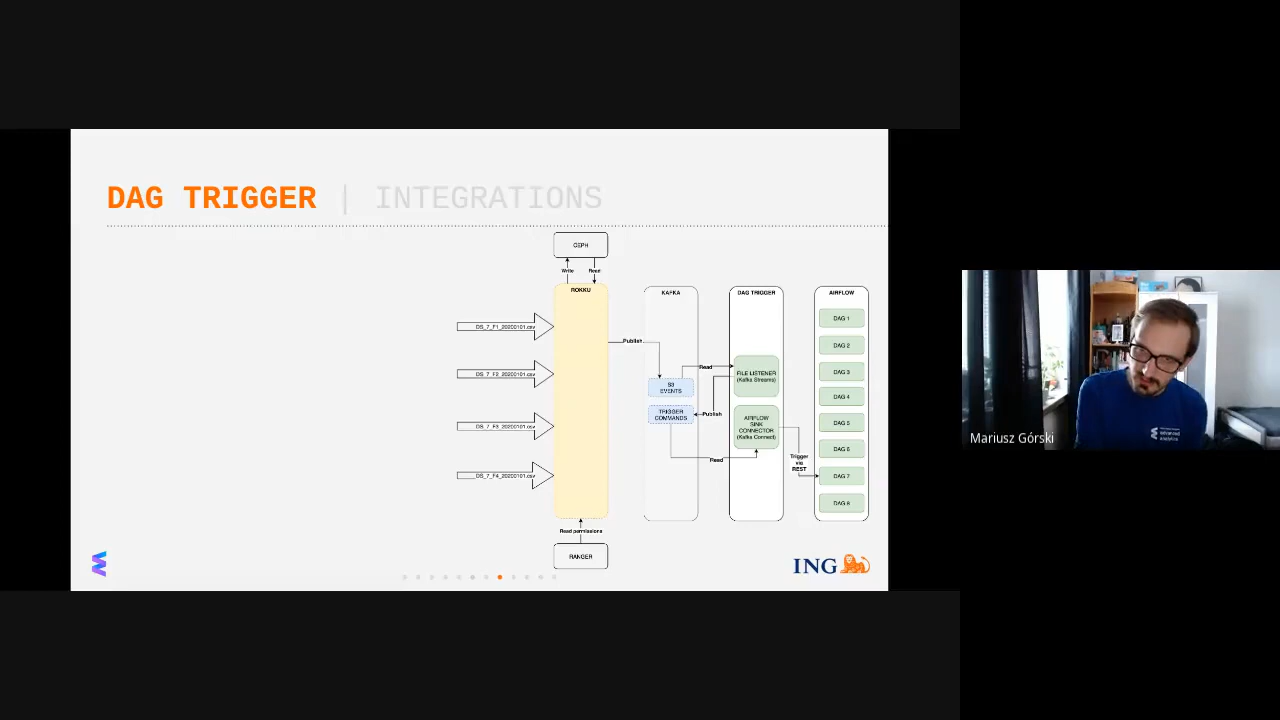 DAG TRIGGER | INTEGRATIONS
CEPH
Write
Read
ROKKU
KAFKA
DAG TRIGGER
AIRFLOW
DS_7_F1_20200101.csv
DS_7_F2_20200101.csv
DS_7_F3_20200101.csv
DS_7_F4_20200101.csv
Publish
Read
S3
EVENTS
TRIGGER
COMMANDS
Publish
Read
FILE LISTENER
(Kafka Streams)
AIRFLOW
SINK
CONNECTOR
(Kafka Connect)
Trigger
via
REST
DAG 1
DAG 2
DAG 3
DAG 4
DAG 5
DAG 6
DAG 7
DAG 8
Read permissions
RANGER
ING
Mariusz Górski
advanced
analytics